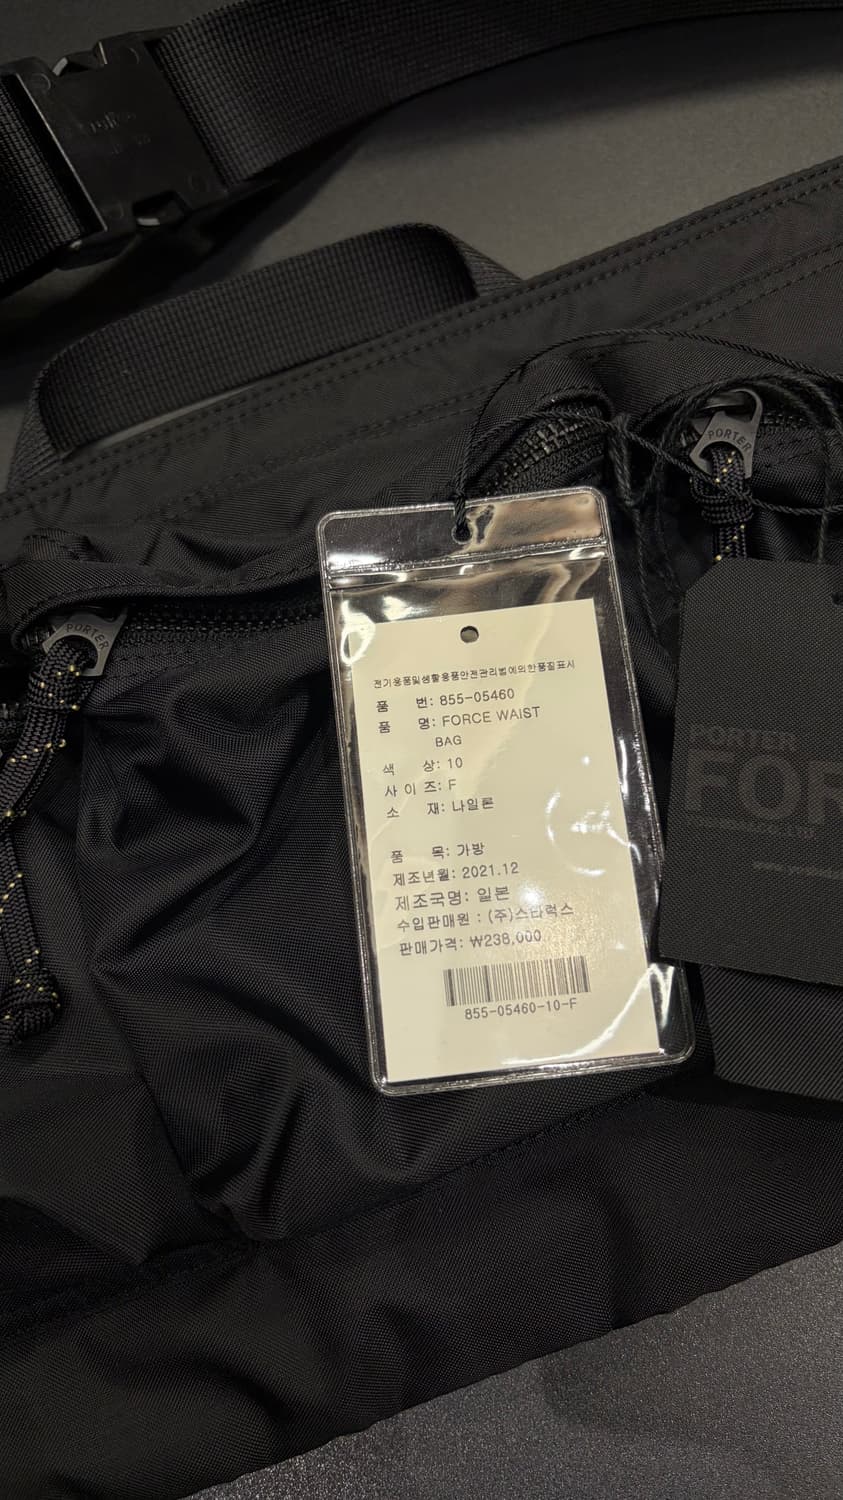 PORTER
PORTER
전기용품및생활용품안전관리법에의한품질표시
품 번: 855-05460
품 명: FORCE WAIST
BAG
색 상: 10
사 이 즈: F
소 재: 나일론
품 목: 가방
제조년월: 2021.12
제조국명: 일본
수입판매원 : (주)스타럭스
판매가격: ₩238,000
855-05460-10-F
PORTER
FOR